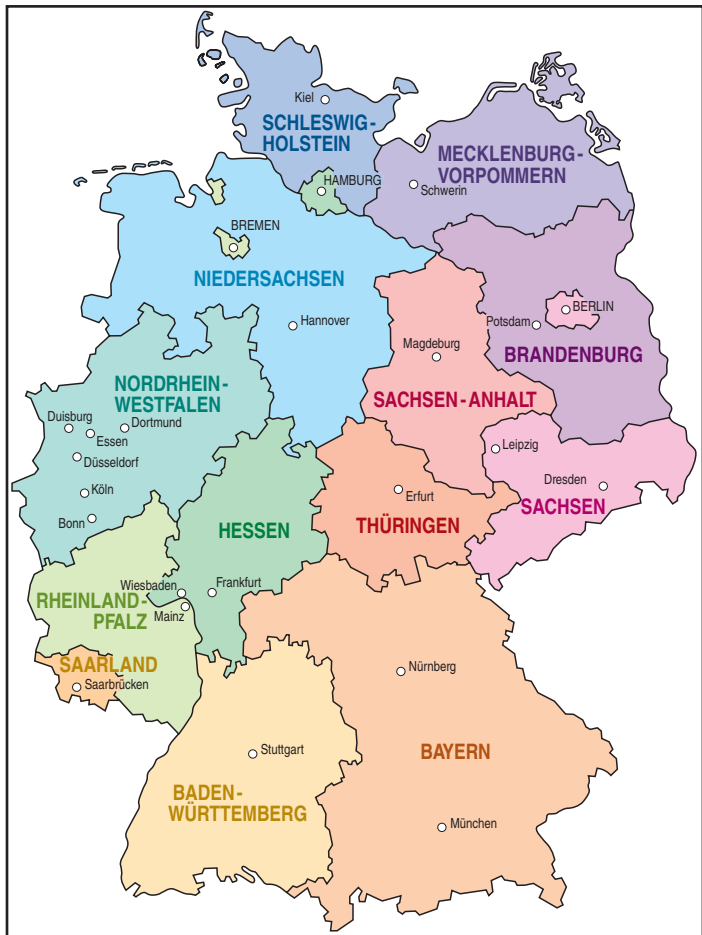 Kiel
SCHLESWIG-
HOLSTEIN
MECKLENBURG-
VORPOMMERN
HAMBURG
Schwerin
BREMEN
NIEDERSACHSEN
BERLIN
Potsdam
Hannover
BRANDENBURG
Magdeburg
NORDRHEIN-
WESTFALEN
SACHSEN-ANHALT
Duisburg
Dortmund
Essen
Leipzig
Düsseldorf
Dresden
Köln
Erfurt
SACHSEN
Bonn
HESSEN
THÜRINGEN
Wiesbaden
Frankfurt
RHEINLAND-
PFALZ
Mainz
SAARLAND
Saarbrücken
Nürnberg
Stuttgart
BAYERN
BADEN-
WÜRTTEMBERG
München